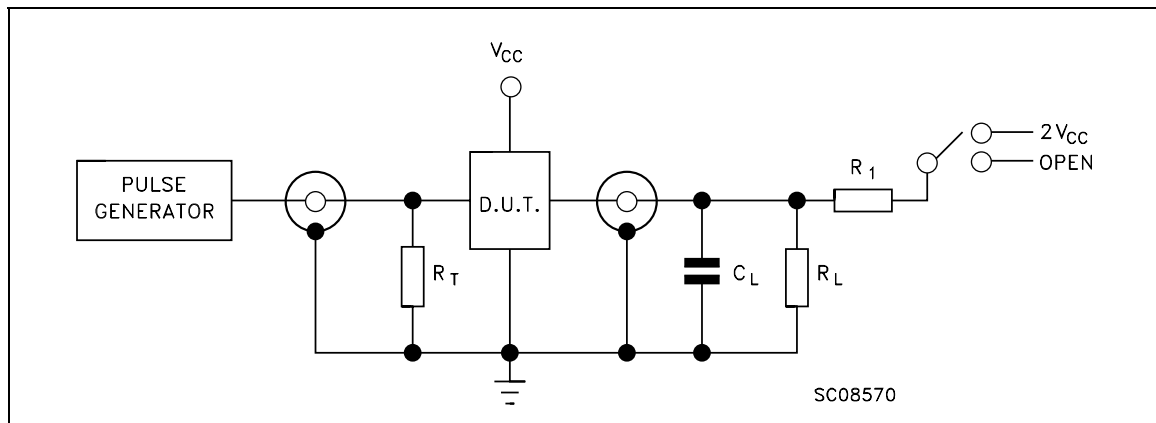 VCC
2VCC
OPEN
R1
PULSE
GENERATOR
D.U.T.
RT
CL
RL
SC08570